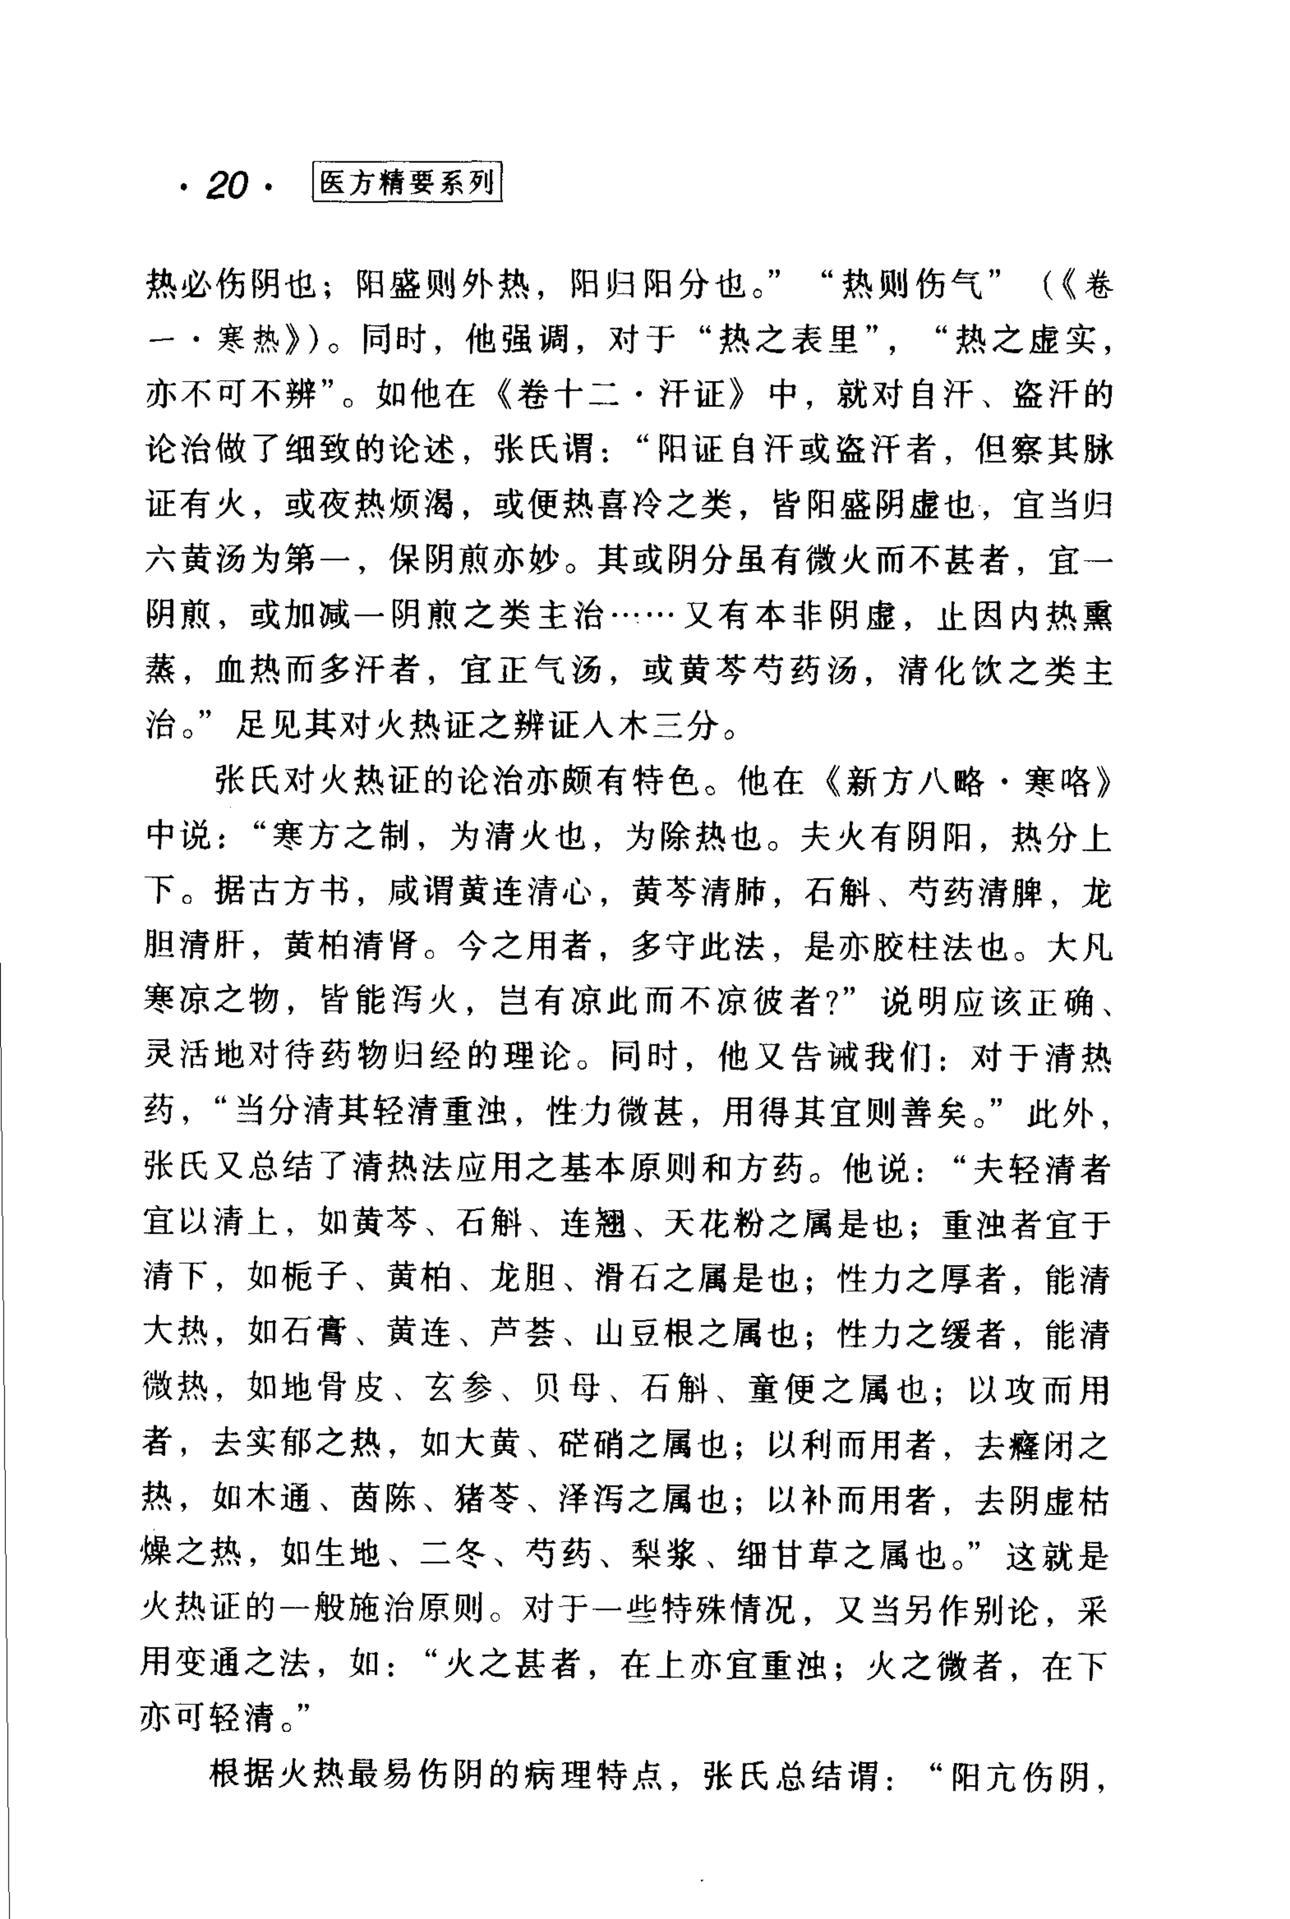 ·20· 医方精要系列
热必伤阴也；阳盛则外热，阳归阳分也。”“热则伤气”（《卷
一·寒热》）。同时，他强调，对于“热之表里”，“热之虚实，
亦不可不辨”。如他在《卷十二·汗证》中，就对自汗、盗汗的
论治做了细致的论述，张氏谓：“阳证自汗或盗汗者，但察其脉
证有火，或夜热烦渴，或便热喜冷之类，皆阳盛阴虚也，宜当归
六黄汤为第一，保阴煎亦妙。其或阴分虽有微火而不甚者，宜一
阴煎，或加减一阴煎之类主治……又有本非阴虚，止因内热熏
蒸，血热而多汗者，宜正气汤，或黄芩芍药汤，清化饮之类主
治。”足见其对火热证之辨证入木三分。
张氏对火热证的论治亦颇有特色。他在《新方八略·寒咯》
中说：“寒方之制，为清火也，为除热也。夫火有阴阳，热分上
下。据古方书，咸谓黄连清心，黄芩清肺，石斛、芍药清脾，龙
胆清肝，黄柏清肾。今之用者，多守此法，是亦胶柱法也。大凡
寒凉之物，皆能泻火，岂有凉此而不凉彼者?”说明应该正确、
灵活地对待药物归经的理论。同时，他又告诫我们：对于清热
药，“当分清其轻清重浊，性力微甚，用得其宜则善矣。”此外，
张氏又总结了清热法应用之基本原则和方药。他说：“夫轻清者
宜以清上，如黄芩、石斛、连翘、天花粉之属是也；重浊者宜于
清下，如栀子、黄柏、龙胆、滑石之属是也；性力之厚者，能清
大热，如石膏、黄连、芦荟、山豆根之属也；性力之缓者，能清
微热，如地骨皮、玄参、贝母、石斛、童便之属也；以攻而用
者，去实郁之热，如大黄、硭硝之属也；以利而用者，去癃闭之
热，如木通、茵陈、猪苓、泽泻之属也；以补而用者，去阴虚枯
燥之热，如生地、二冬、芍药、梨浆、细甘草之属也。”这就是
火热证的一般施治原则。对于一些特殊情况，又当另作别论，采
用变通之法，如：“火之甚者，在上亦宜重浊；火之微者，在下
亦可轻清。”
根据火热最易伤阴的病理特点，张氏总结谓：“阳亢伤阴，